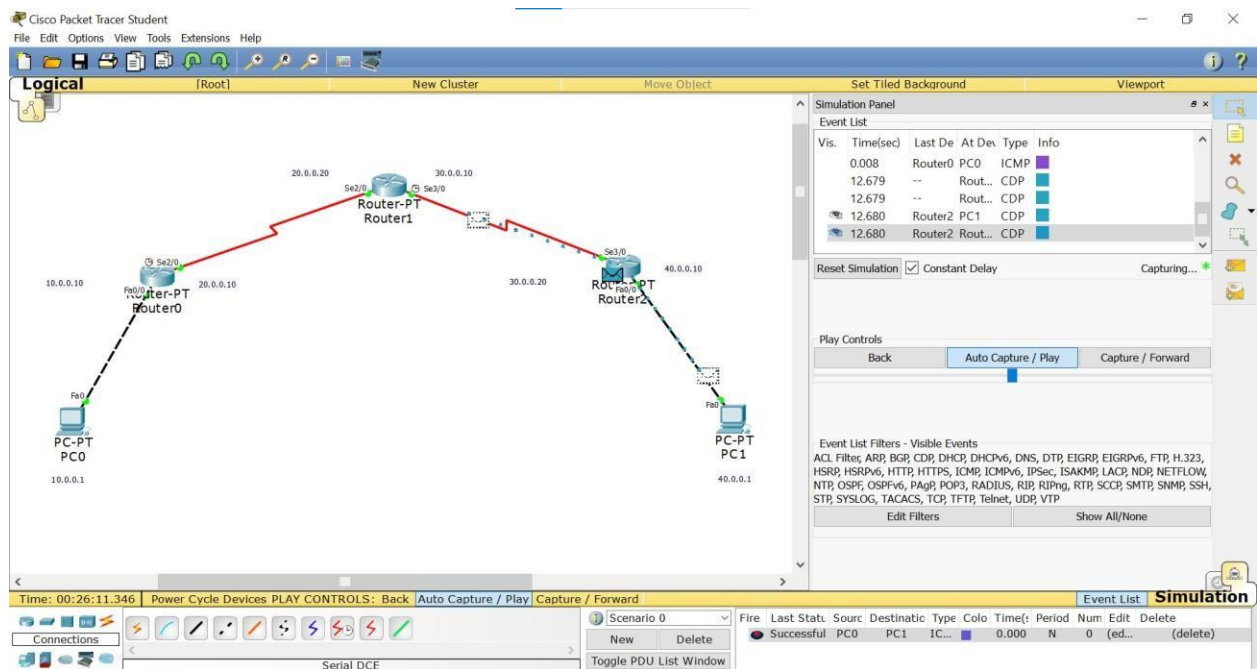 Cisco Packet Tracer Student
File Edit Options View Tools Extensions Help
Logical [Root] New Cluster Move Object Set Tiled Background Viewport
Simulation Panel
Event List
Vis. Time(sec) Last De At Dev Type Info
0.008 Router0 PC0 ICMP
12.679 -- Rout... CDP
12.679 -- Rout... CDP
12.680 Router2 PC1 CDP
12.680 Router2 Rout... CDP
Reset Simulation Constant Delay Capturing... *
Play Controls
Back Auto Capture / Play Capture / Forward
Event List Filters - Visible Events
ACL Filter, ARP, BGP, CDP, DHCP, DHCPv6, DNS, DTP, EIGRP, EIGRPv6, FTP, H.323,
HSRP, HSRPv6, HTTP, HTTPS, ICMP, ICMPv6, IPSec, ISAKMP, LACP, NDP, NETFLOW,
NTP, OSPF, OSPFv6, PAgP, POP3, RADIUS, RIP, RIPng, RTP, SCCP, SMTP, SNMP, SSH,
STP, SYSLOG, TACACS, TCP, TFTP, Telnet, UDP, VTP
Edit Filters Show All/None
20.0.0.20 30.0.0.10
Se2/0 Se3/0
Router-PT
Router1
Se3/0
40.0.0.10
30.0.0.20
Fa0/0
Router2
Se2/0
10.0.0.10 20.0.0.10
Fa0/0
Router0
Fa0
PC-PT
PC0
10.0.0.1
Fa0
PC-PT
PC1
40.0.0.1
Time: 00:26:11.346 Power Cycle Devices PLAY CONTROLS: Back Auto Capture / Play Capture / Forward Event List Simulation
Connections
Serial DCE
Scenario 0
New Delete
Toggle PDU List Window
Fire Last Statu Sourc Destinatic Type Colo Time(s Period Num Edit Delete
Successful PC0 PC1 IC... 0.000 N 0 (ed... (delete)